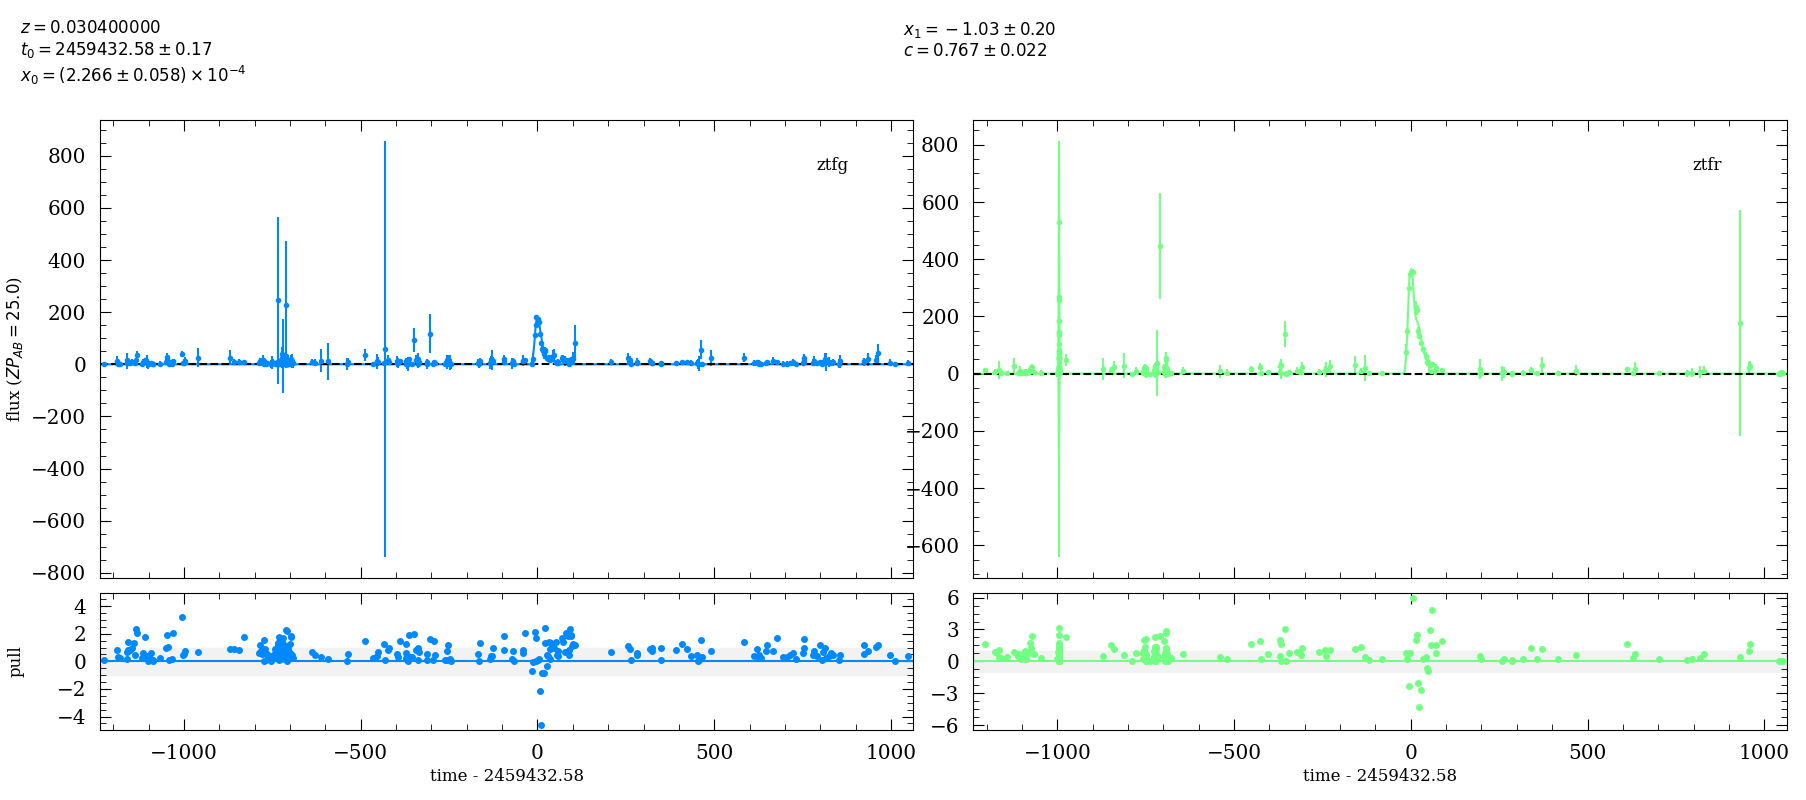 z = 0.030400000
t₀ = 2459432.58 ± 0.17
x₀ = (2.266 ± 0.058) × 10⁻⁴
x₁ = −1.03 ± 0.20
c = 0.767 ± 0.022
ztfg
800
600
400
200
0
−200
−400
−600
−800
flux (ZP_AB = 25.0)
ztfr
800
600
400
200
0
−200
−400
−600
4
2
0
−2
−4
pull
6
3
0
−3
−6
−1000 −500 0 500 1000
time - 2459432.58
−1000 −500 0 500 1000
time - 2459432.58